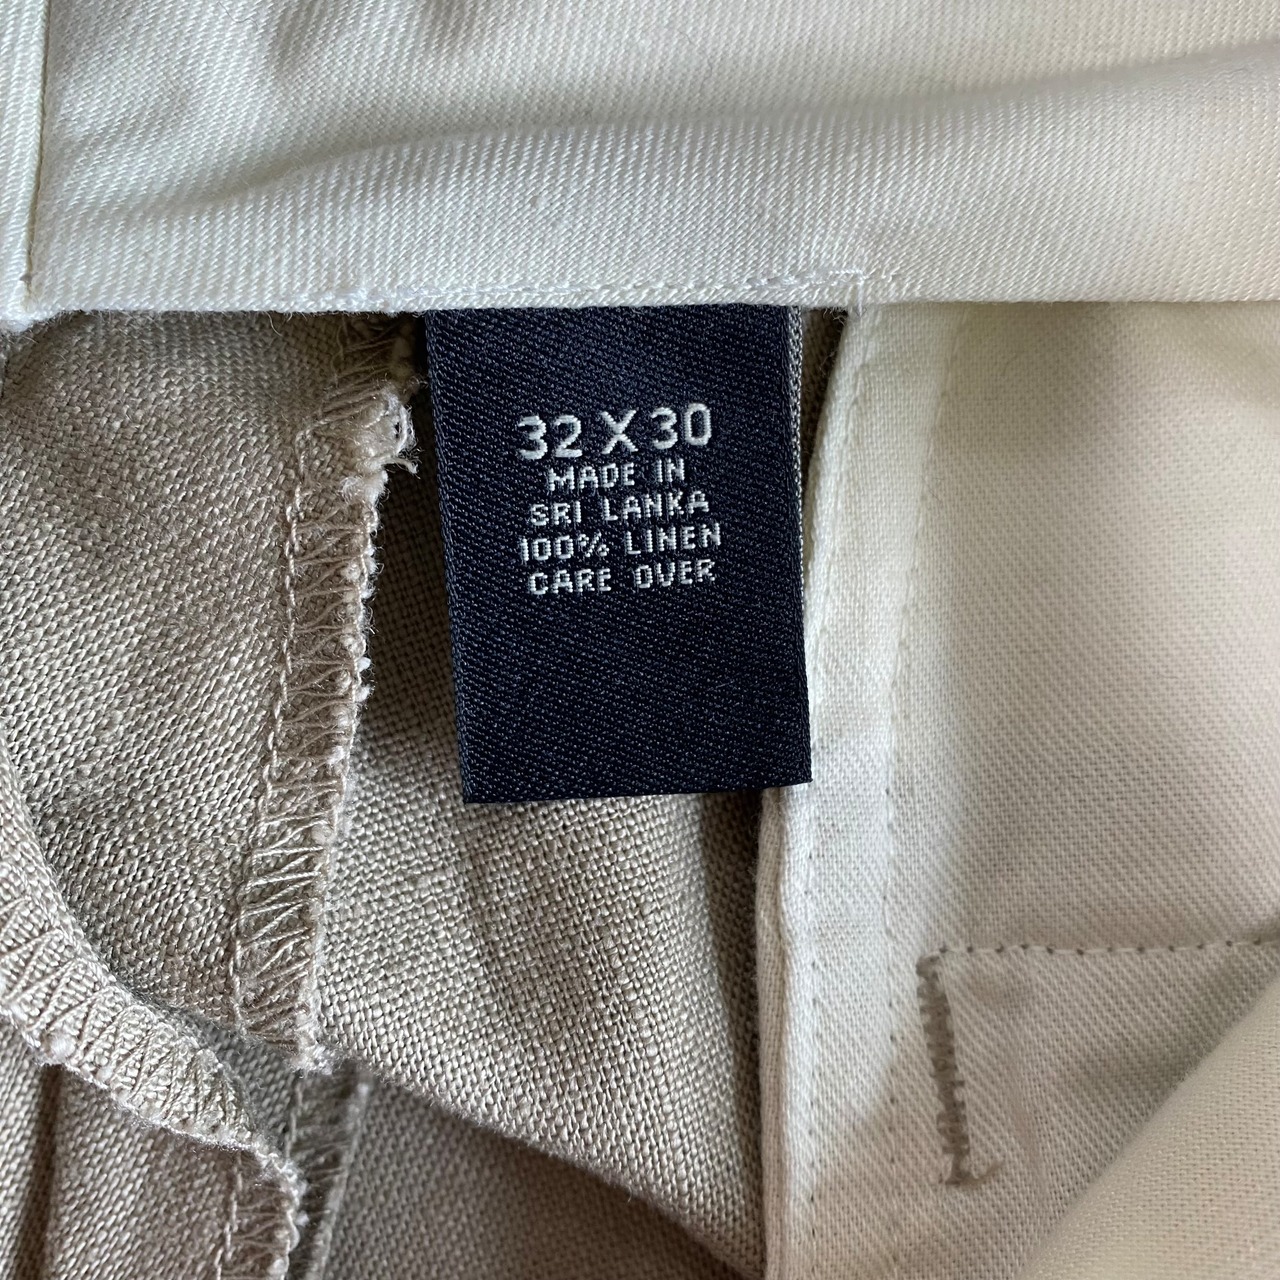 32 X 30
MADE IN
SRI LANKA
100% LINEN
CARE OVER